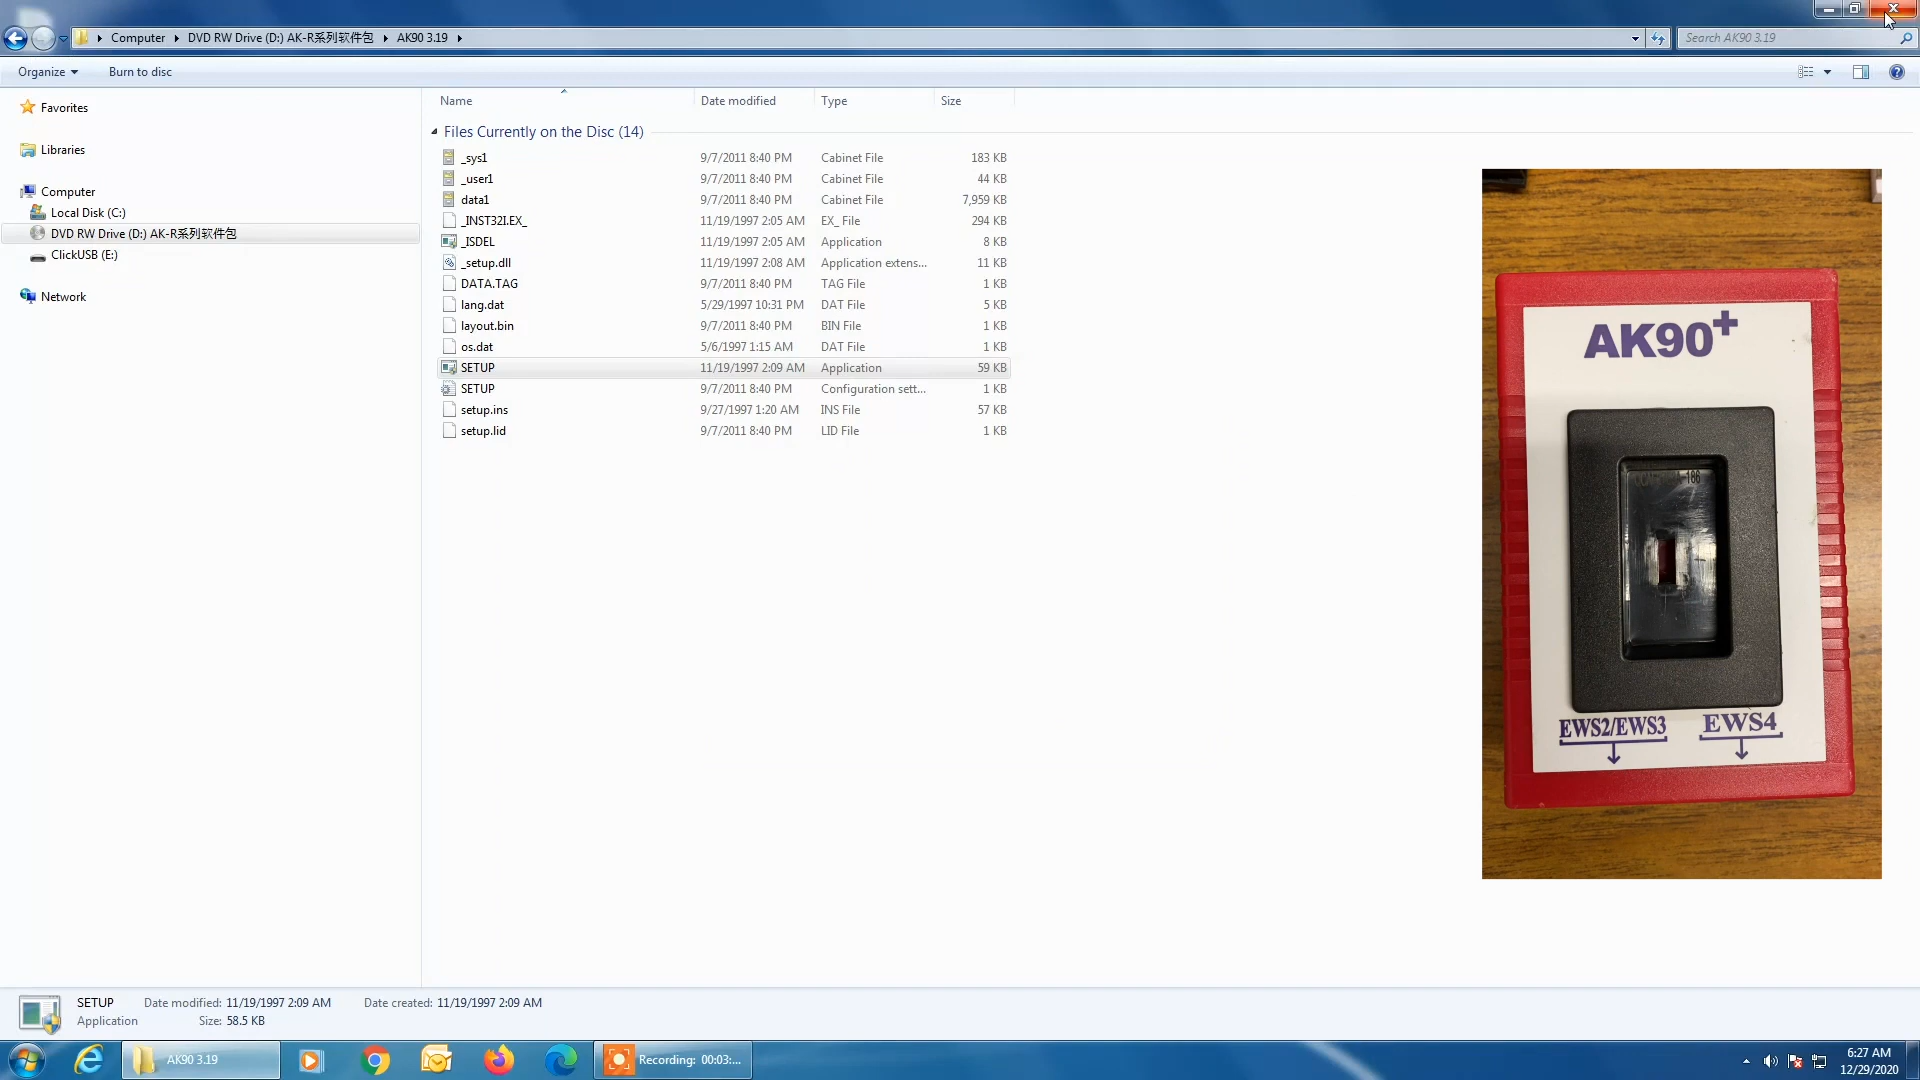 Computer DVD RW Drive (D:) AK-R系列软件包 AK90 3.19
Search AK90 3.19
Organize Burn to disc
Favorites
Libraries
Computer
Local Disk (C:)
DVD RW Drive (D:) AK-R系列软件包
ClickUSB (E:)
Network
Name Date modified Type Size
Files Currently on the Disc (14)
_sys1 9/7/2011 8:40 PM Cabinet File 183 KB
_user1 9/7/2011 8:40 PM Cabinet File 44 KB
data1 9/7/2011 8:40 PM Cabinet File 7,959 KB
_INST32I.EX_ 11/19/1997 2:05 AM EX_ File 294 KB
_ISDEL 11/19/1997 2:05 AM Application 8 KB
_setup.dll 11/19/1997 2:08 AM Application extens... 11 KB
DATA.TAG 9/7/2011 8:40 PM TAG File 1 KB
lang.dat 5/29/1997 10:31 PM DAT File 5 KB
layout.bin 9/7/2011 8:40 PM BIN File 1 KB
os.dat 5/6/1997 1:15 AM DAT File 1 KB
SETUP 11/19/1997 2:09 AM Application 59 KB
SETUP 9/7/2011 8:40 PM Configuration sett... 1 KB
setup.ins 9/27/1997 1:20 AM INS File 57 KB
setup.lid 9/7/2011 8:40 PM LID File 1 KB
AK90+
EWS2/EWS3 EWS4
SETUP Date modified: 11/19/1997 2:09 AM Date created: 11/19/1997 2:09 AM
Application Size: 58.5 KB
AK90 3.19
Recording: 00:03:...
6:27 AM
12/29/2020